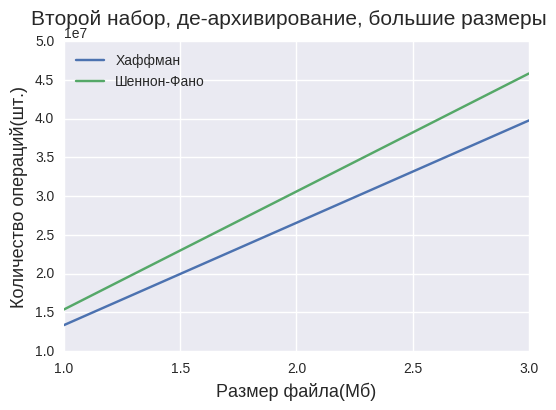 Второй набор, де-архивирование, большие размеры
1e7
5.0
4.5
4.0
3.5
3.0
2.5
2.0
1.5
1.0
Количество операций(шт.)
Хаффман
Шеннон-Фано
1.0 1.5 2.0 2.5 3.0
Размер файла(Мб)